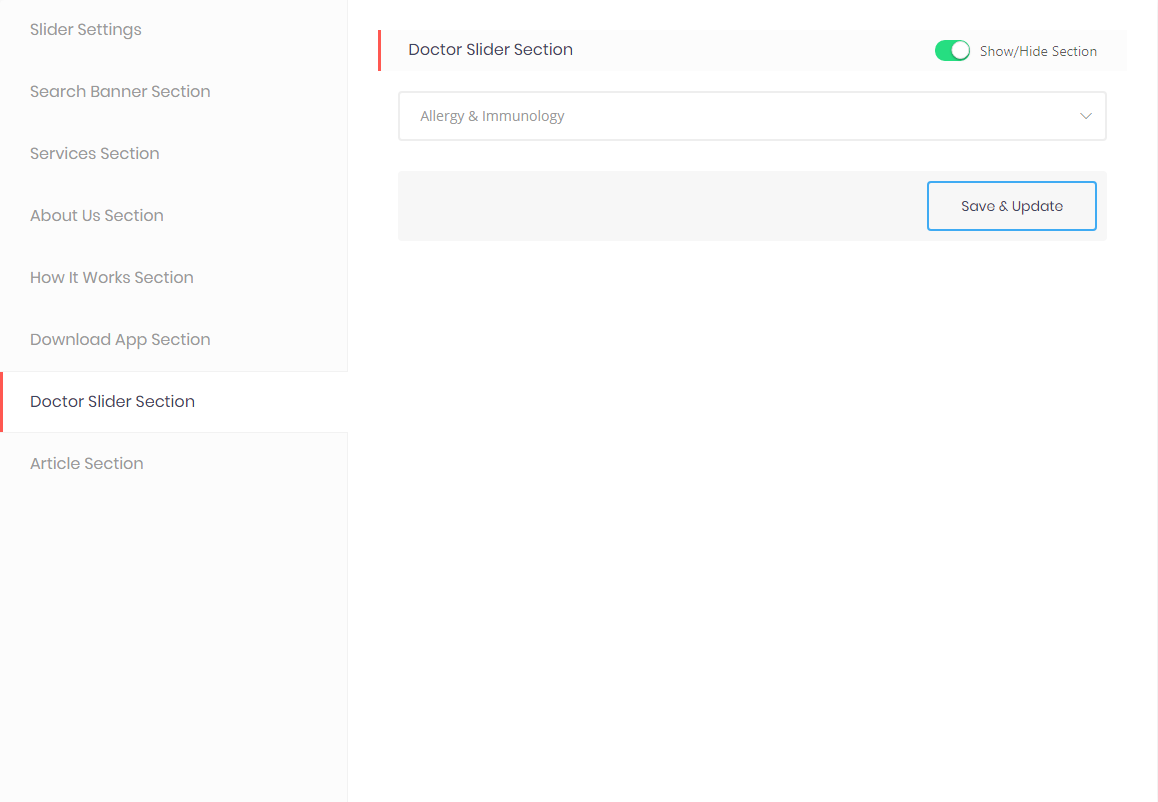 Slider Settings
Search Banner Section
Services Section
About Us Section
How It Works Section
Download App Section
Doctor Slider Section
Article Section
Doctor Slider Section
Show/Hide Section
Allergy & Immunology
Save & Update